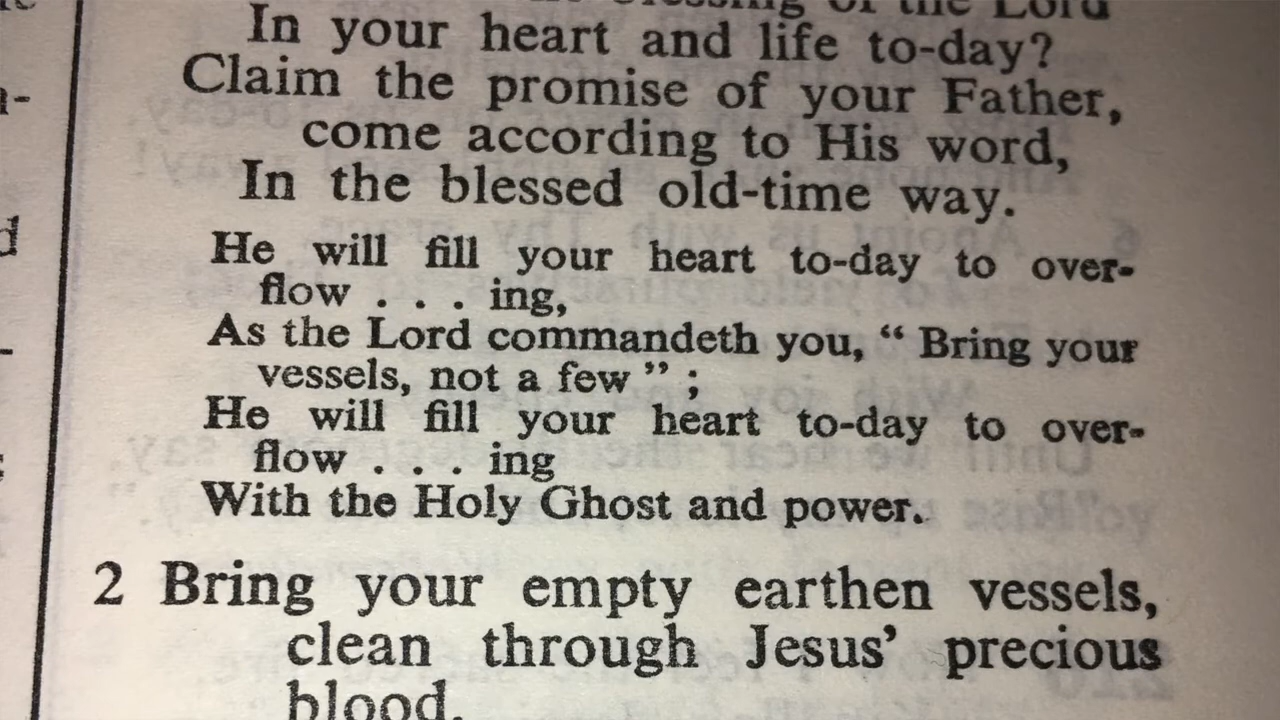 of the Lord
In your heart and life to-day?
Claim the promise of your Father,
come according to His word,
In the blessed old-time way.
He will fill your heart to-day to over-
flow . . . ing,
As the Lord commandeth you, “ Bring your
vessels, not a few ” ;
He will fill your heart to-day to over-
flow . . . ing
With the Holy Ghost and power.
2 Bring your empty earthen vessels,
clean through Jesus’ precious
blood,